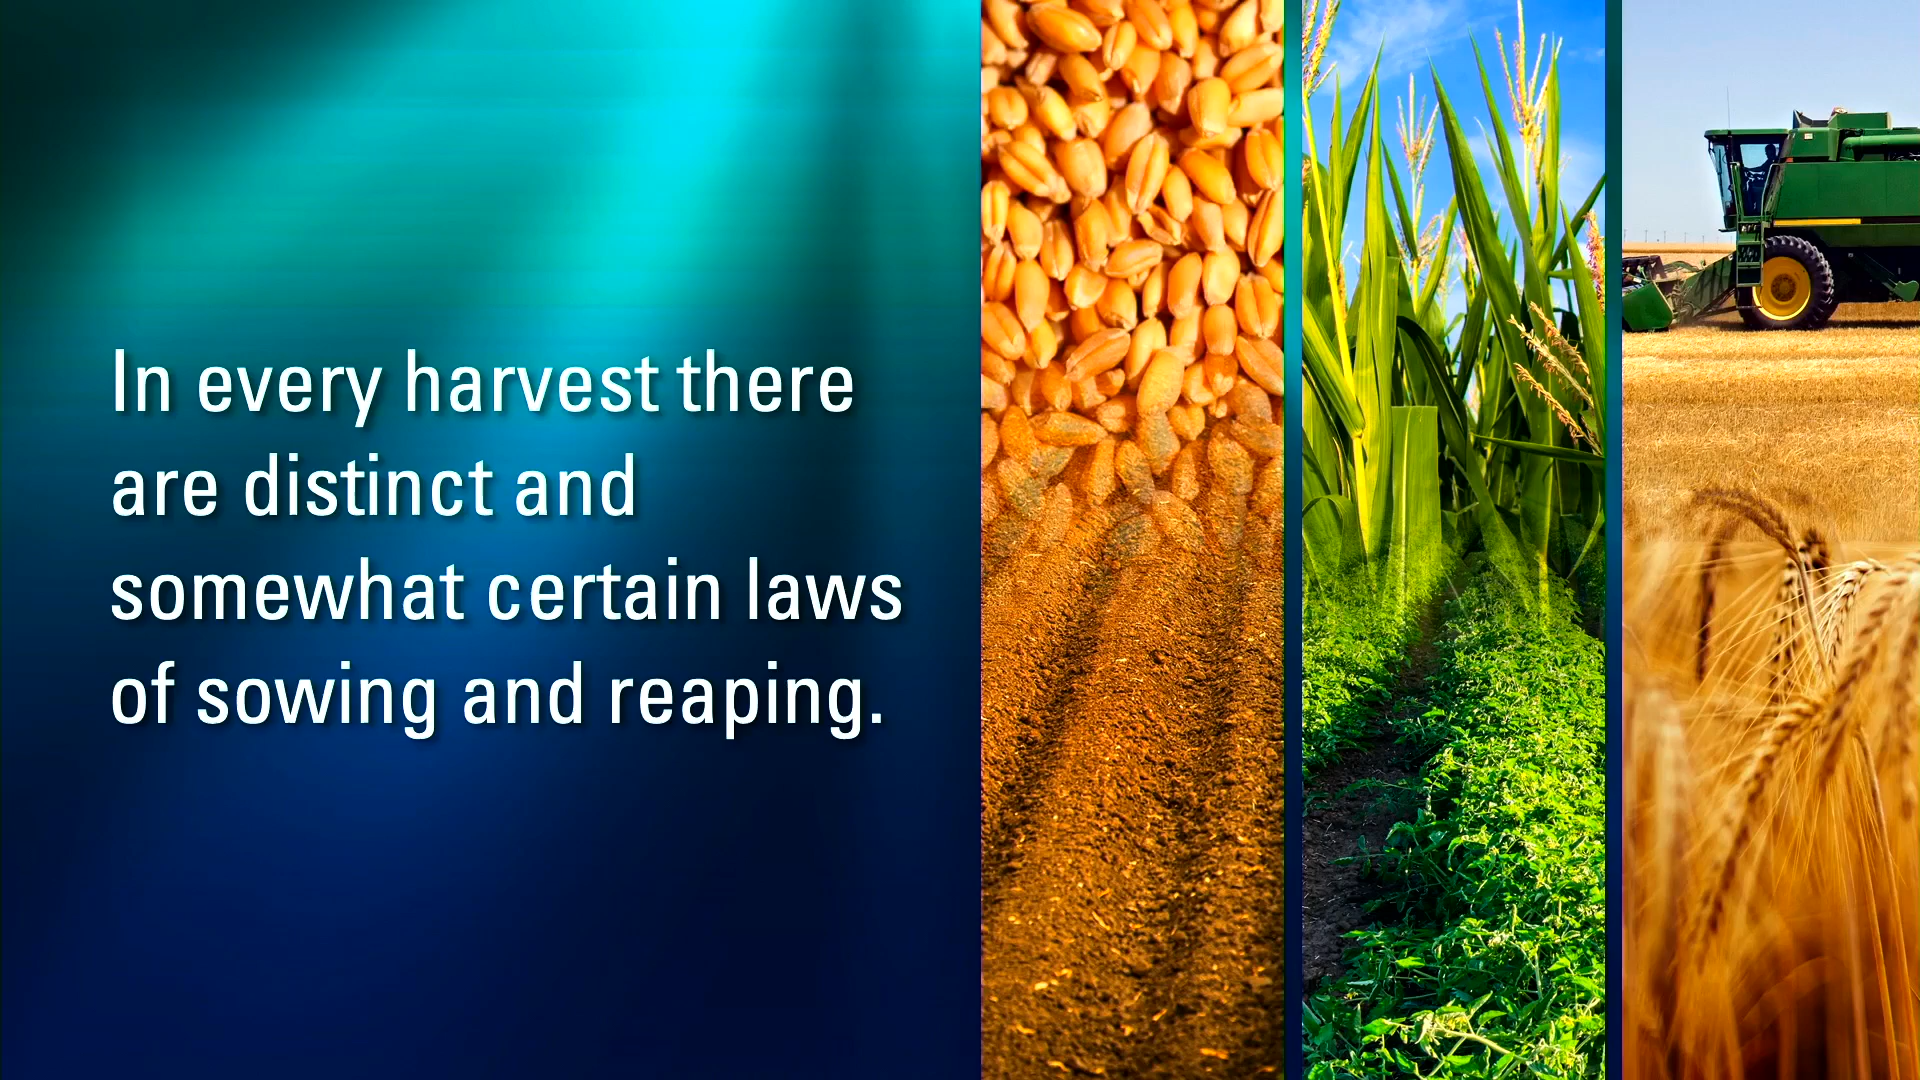 In every harvest there
are distinct and
somewhat certain laws
of sowing and reaping.